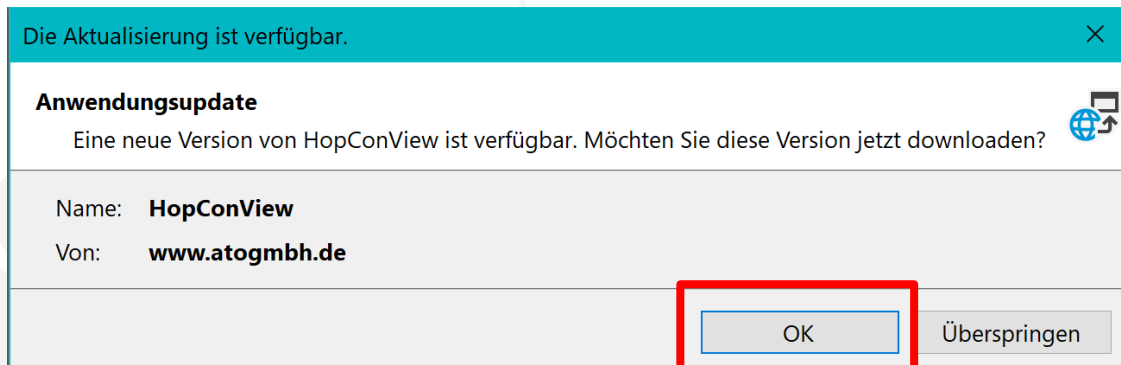 Die Aktualisierung ist verfügbar.
Anwendungsupdate
Eine neue Version von HopConView ist verfügbar. Möchten Sie diese Version jetzt downloaden?
Name: HopConView
Von: www.atogmbh.de
OK Überspringen